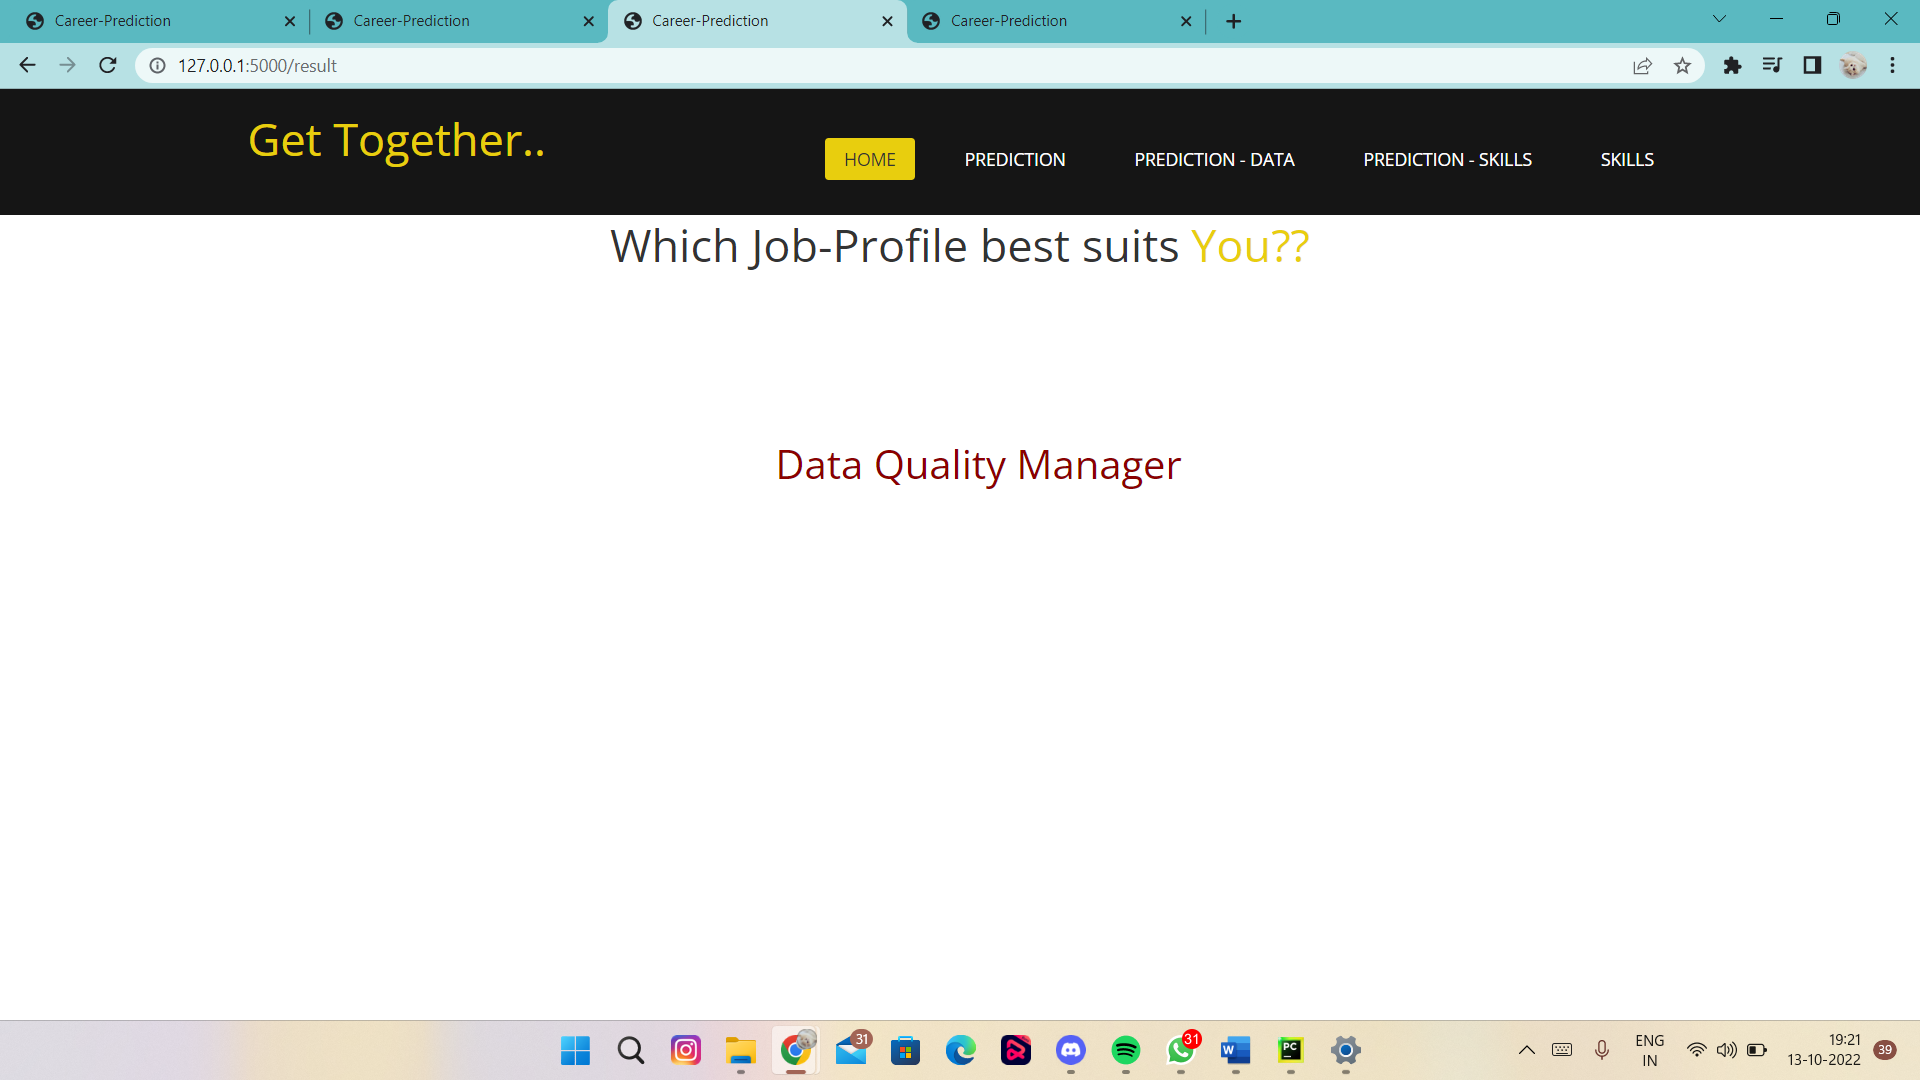 Career-Prediction
Career-Prediction
Career-Prediction
Career-Prediction
127.0.0.1:5000/result
Get Together..
HOME
PREDICTION
PREDICTION - DATA
PREDICTION - SKILLS
SKILLS
Which Job-Profile best suits You??
Data Quality Manager
31
31
W
PC
ENG
IN
19:21
13-10-2022
39